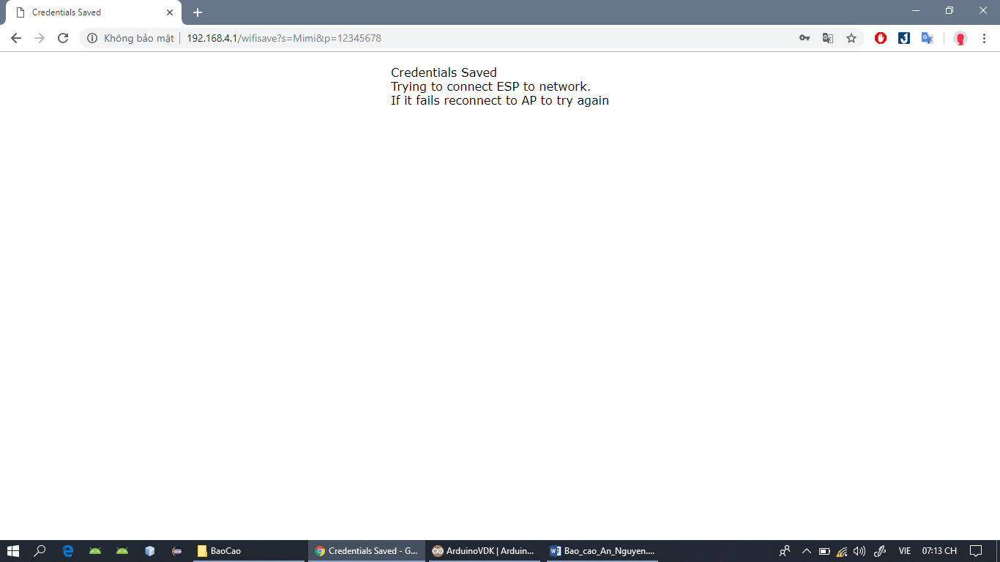 Credentials Saved
Không bảo mật
192.168.4.1/wifisave?s=Mimi&p=12345678
Credentials Saved
Trying to connect ESP to network.
If it fails reconnect to AP to try again
BaoCao
Credentials Saved - G...
ArduinoVDK | Arduin...
Bao_cao_An_Nguyen....
VIE
07:13 CH